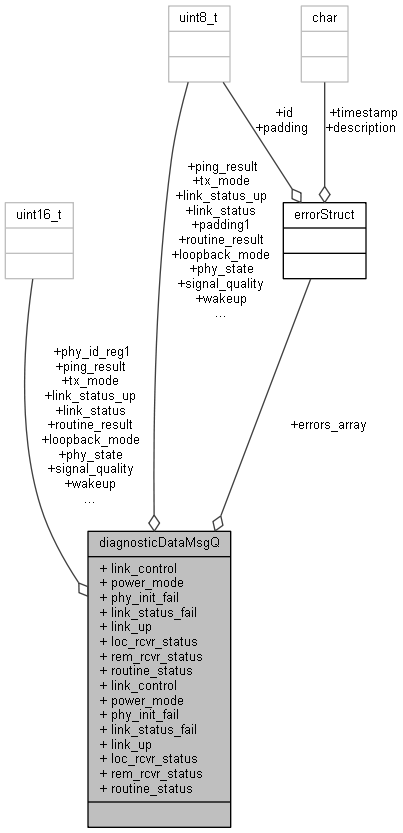 uint8_t
char
+id
+padding
+timestamp
+description
+ping_result
+tx_mode
+link_status_up
+link_status
+padding1
+routine_result
+loopback_mode
+phy_state
+signal_quality
+wakeup
...
uint16_t
errorStruct
+phy_id_reg1
+ping_result
+tx_mode
+link_status_up
+link_status
+routine_result
+loopback_mode
+phy_state
+signal_quality
+wakeup
...
+errors_array
diagnosticDataMsgQ
+ link_control
+ power_mode
+ phy_init_fail
+ link_status_fail
+ link_up
+ loc_rcvr_status
+ rem_rcvr_status
+ routine_status
+ link_control
+ power_mode
+ phy_init_fail
+ link_status_fail
+ link_up
+ loc_rcvr_status
+ rem_rcvr_status
+ routine_status